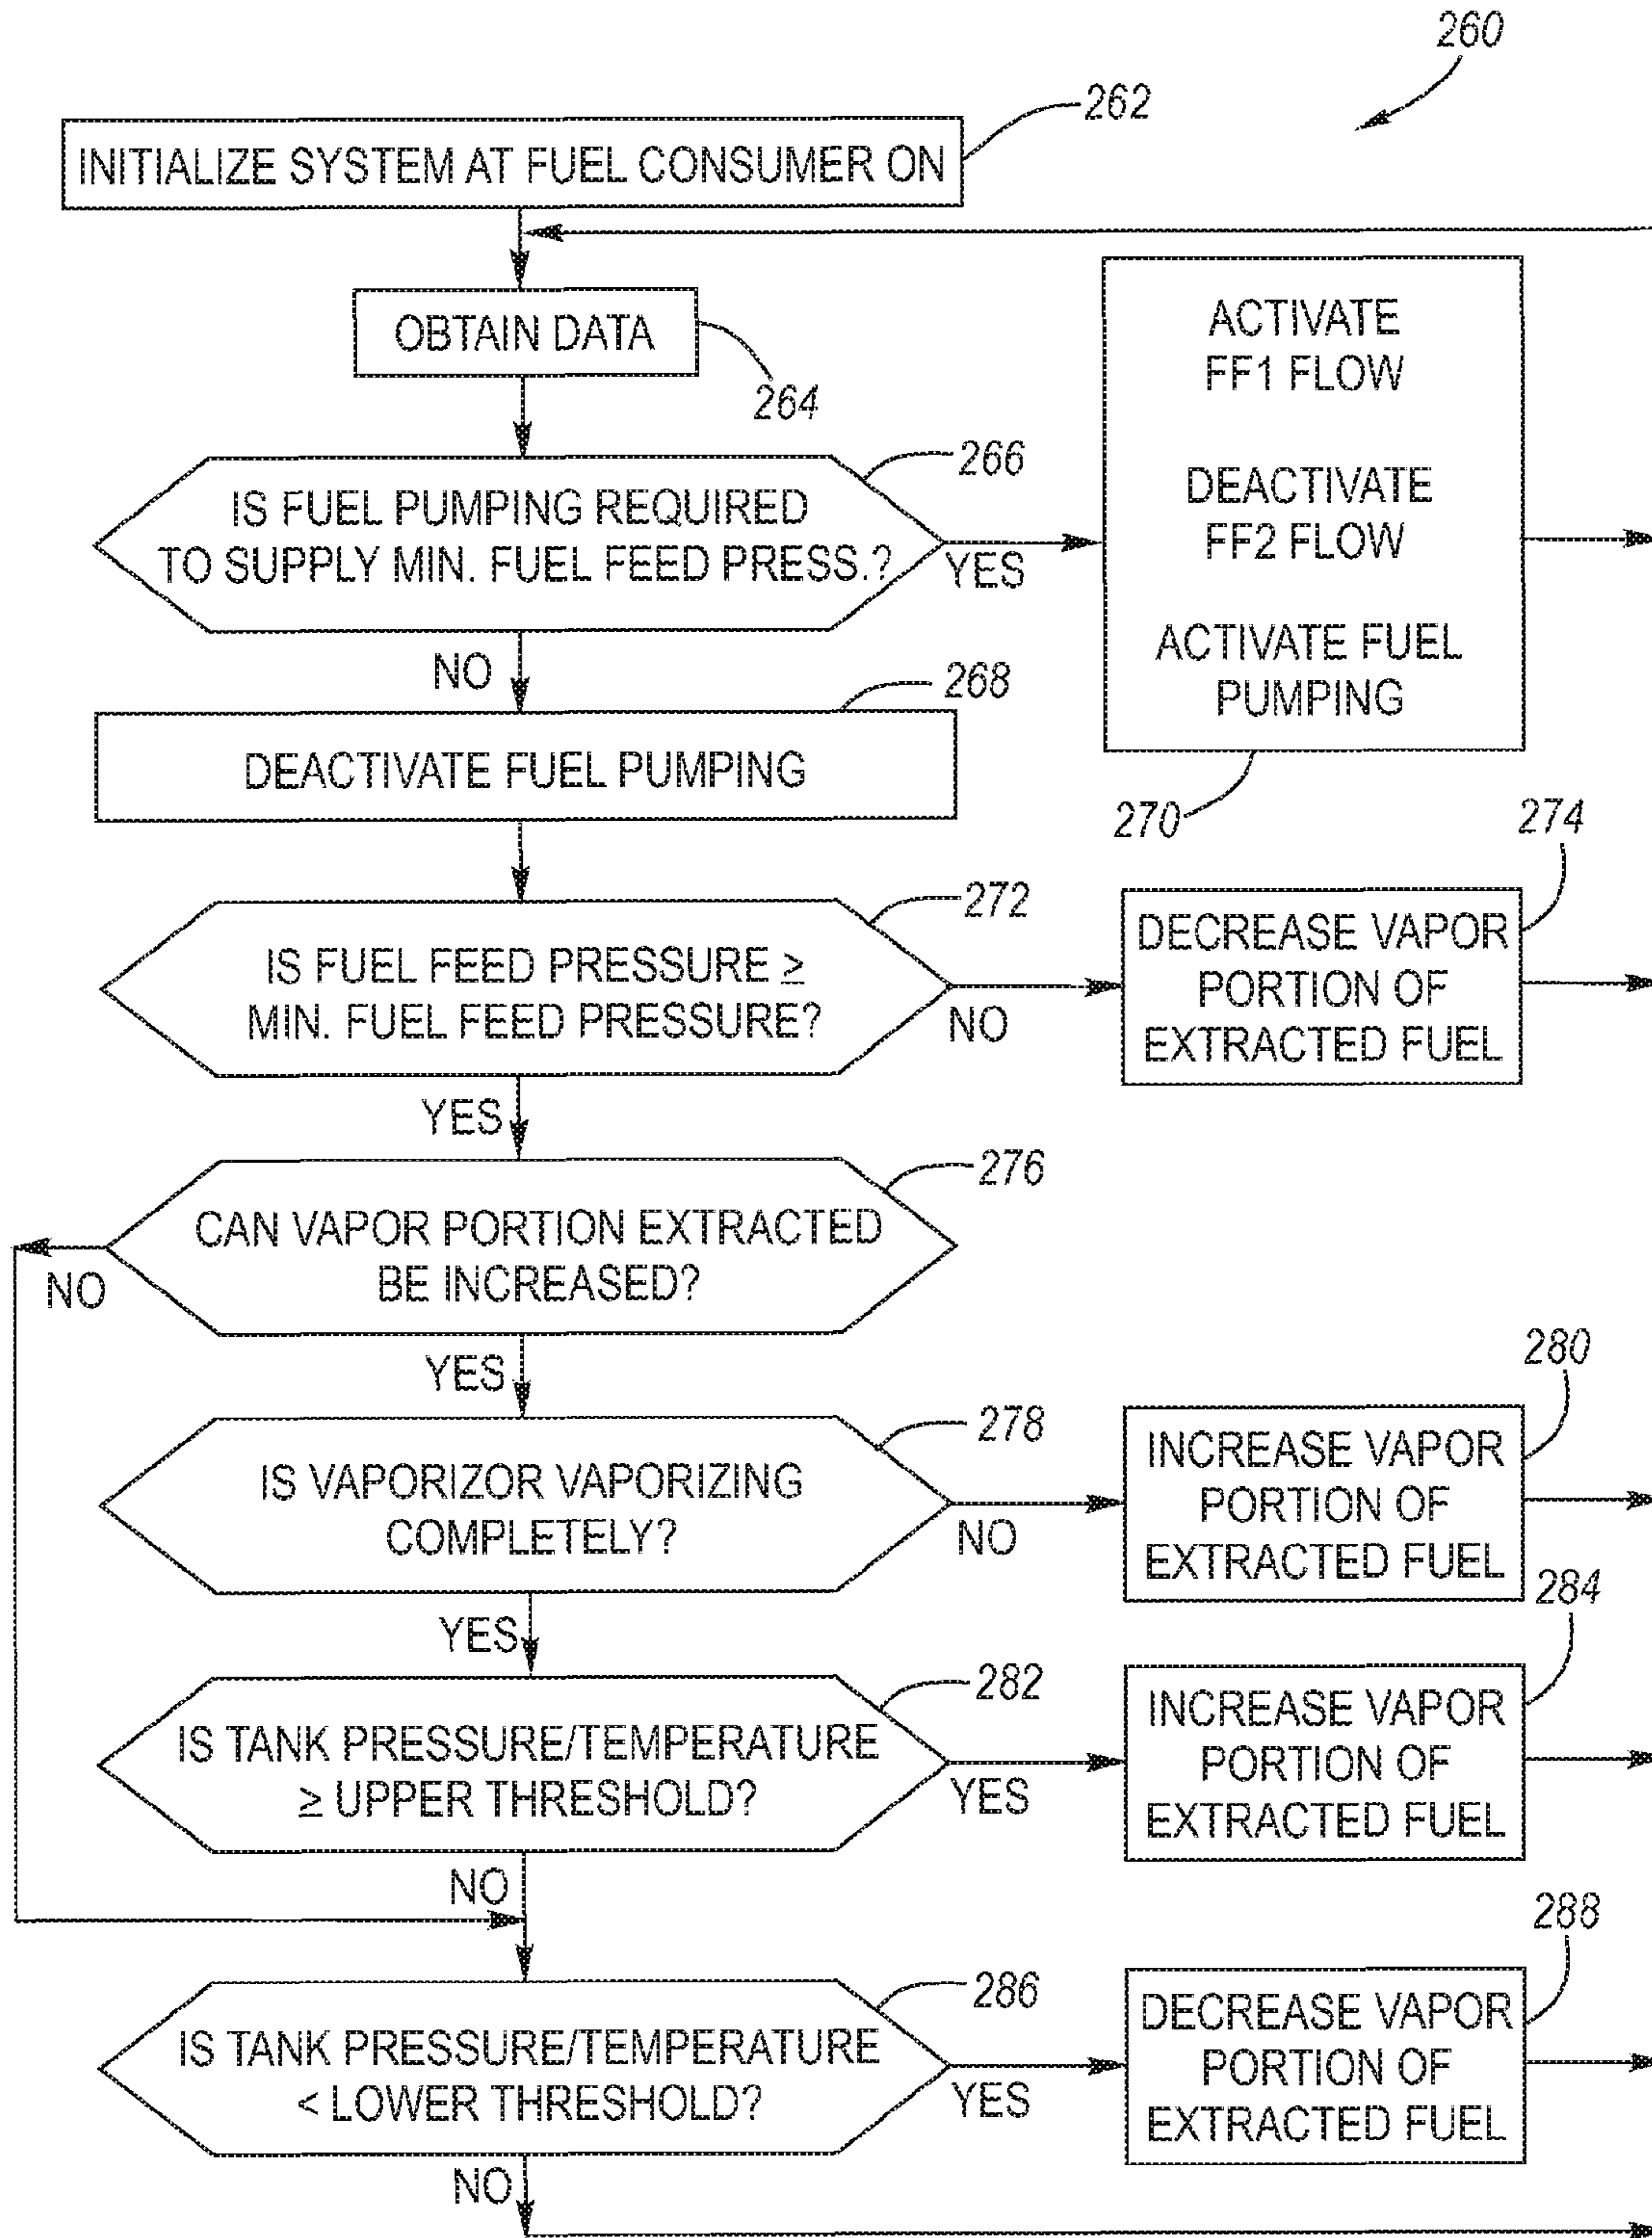 260
262
INITIALIZE SYSTEM AT FUEL CONSUMER ON
OBTAIN DATA
264
ACTIVATE
FF1 FLOW
DEACTIVATE
FF2 FLOW
ACTIVATE FUEL
PUMPING
270
266
IS FUEL PUMPING REQUIRED
TO SUPPLY MIN. FUEL FEED PRESS.?
YES
NO
268
DEACTIVATE FUEL PUMPING
272
IS FUEL FEED PRESSURE ≥
MIN. FUEL FEED PRESSURE?
NO
274
DECREASE VAPOR
PORTION OF
EXTRACTED FUEL
YES
276
CAN VAPOR PORTION EXTRACTED
BE INCREASED?
NO
YES
278
IS VAPORIZOR VAPORIZING
COMPLETELY?
NO
280
INCREASE VAPOR
PORTION OF
EXTRACTED FUEL
YES
282
IS TANK PRESSURE/TEMPERATURE
≥ UPPER THRESHOLD?
YES
284
INCREASE VAPOR
PORTION OF
EXTRACTED FUEL
NO
286
IS TANK PRESSURE/TEMPERATURE
< LOWER THRESHOLD?
YES
288
DECREASE VAPOR
PORTION OF
EXTRACTED FUEL
NO